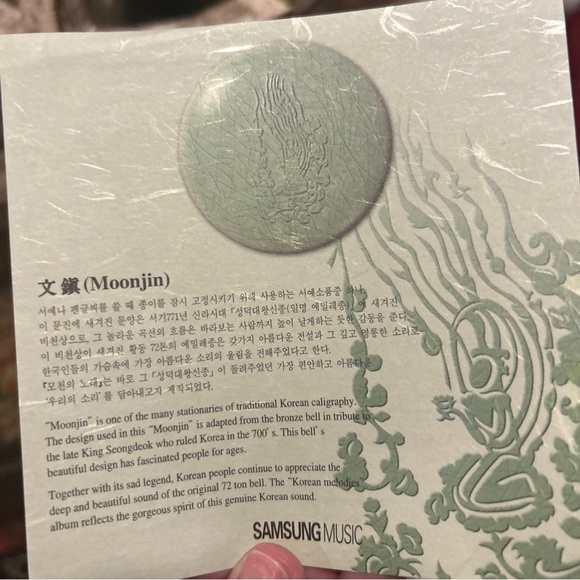 文鎭(Moonjin)
서예나 펜글씨를 쓸 때 종이를 잠시 고정시키기 위해 사용하는 서예소품중 하나.
이 문진에 새겨진 문양은 서기771년 신라시대 「성덕대왕신종(일명 에밀레종)」에 새겨진
비천상으로, 그 놀라운 곡선의 흐름은 바라보는 사람까지 높이 날게하는 듯한 감동을 준다.
이 비천상이 새겨진 황동 72톤의 에밀레종은 갖가지 아름다운 전설과 그 깊고 영롱한 소리로
한국인들의 가슴속에 가장 아름다운 소리의 울림을 전해주었다고 한다.
『모천의 노래』는 바로 그 「성덕대왕신종」이 들려주었던 가장 편안하고 아름다운
'우리의 소리'를 담아내고자 제작되었다.
"Moonjin" is one of the many stationaries of traditional Korean caligraphy.
The design used in this "Moonjin" is adapted from the bronze bell in tribute to
the late King Seongdeok who ruled Korea in the 700's. This bell's
beautiful design has fascinated people for ages.
Together with its sad legend, Korean people continue to appreciate the
deep and beautiful sound of the original 72 ton bell. The "Korean melodies"
album reflects the gorgeous spirit of this genuine Korean sound.
SAMSUNG MUSIC